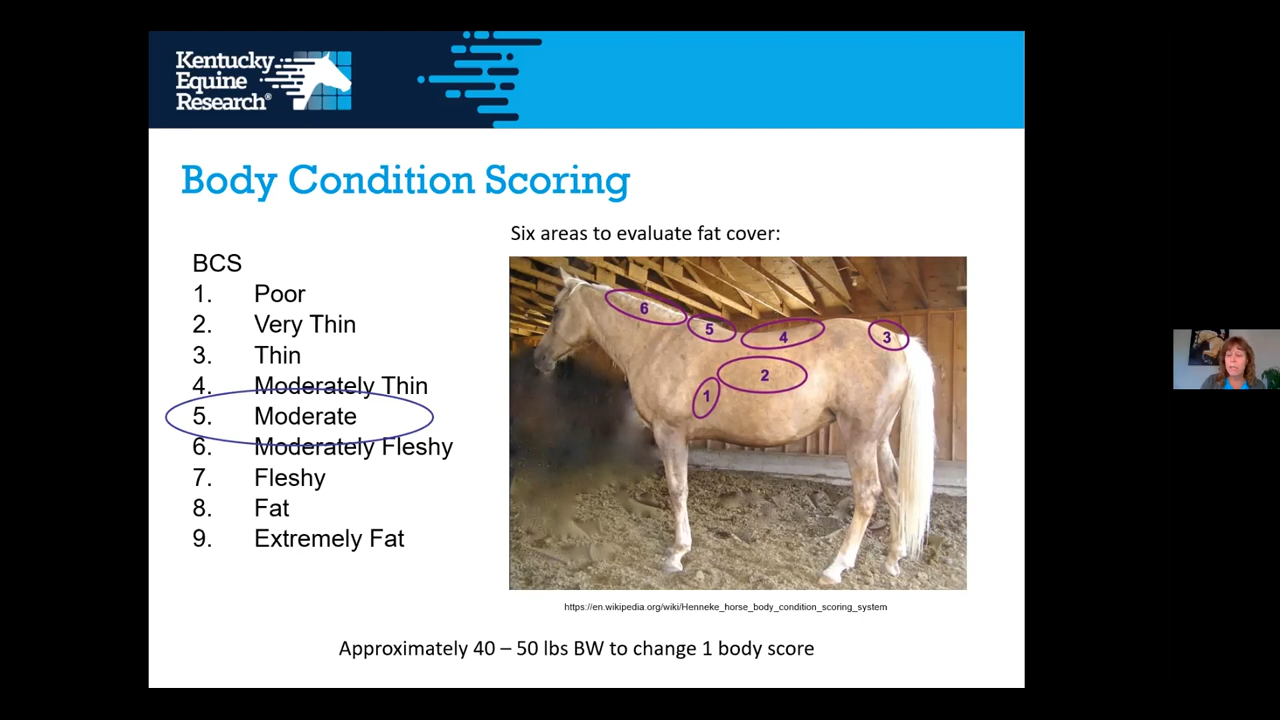 Kentucky
Equine
Research®
Body Condition Scoring
Six areas to evaluate fat cover:
BCS
1. Poor
2. Very Thin
3. Thin
4. Moderately Thin
5. Moderate
6. Moderately Fleshy
7. Fleshy
8. Fat
9. Extremely Fat
6
5
4
3
2
1
https://en.wikipedia.org/wiki/Henneke_horse_body_condition_scoring_system
Approximately 40 – 50 lbs BW to change 1 body score